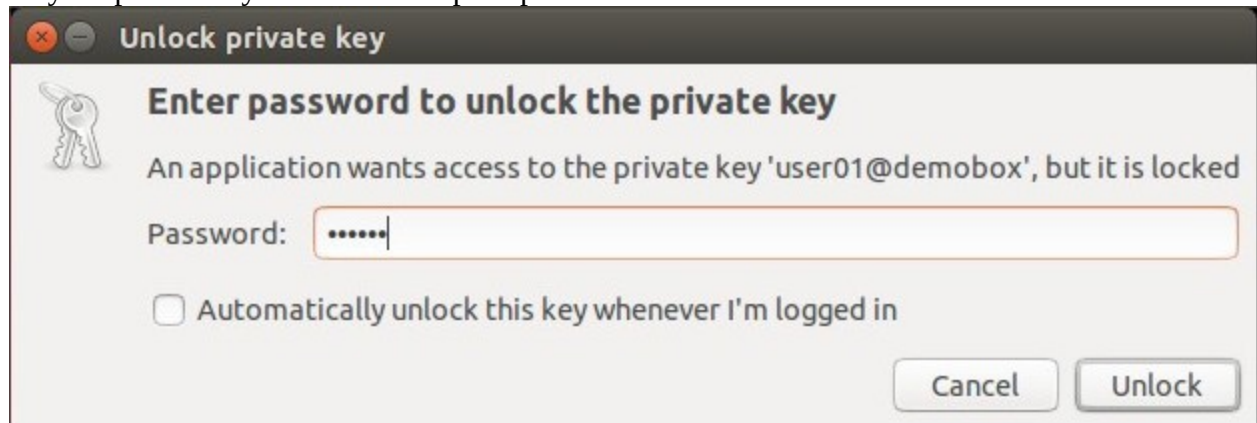 Unlock private key
Enter password to unlock the private key
An application wants access to the private key 'user01@demobox', but it is locked
Password: ••••••
Automatically unlock this key whenever I'm logged in
Cancel Unlock